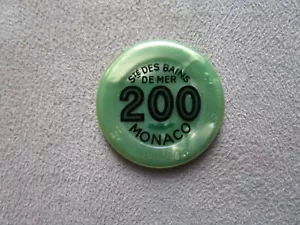 Sté DES BAINS
DE MER
200
MONACO